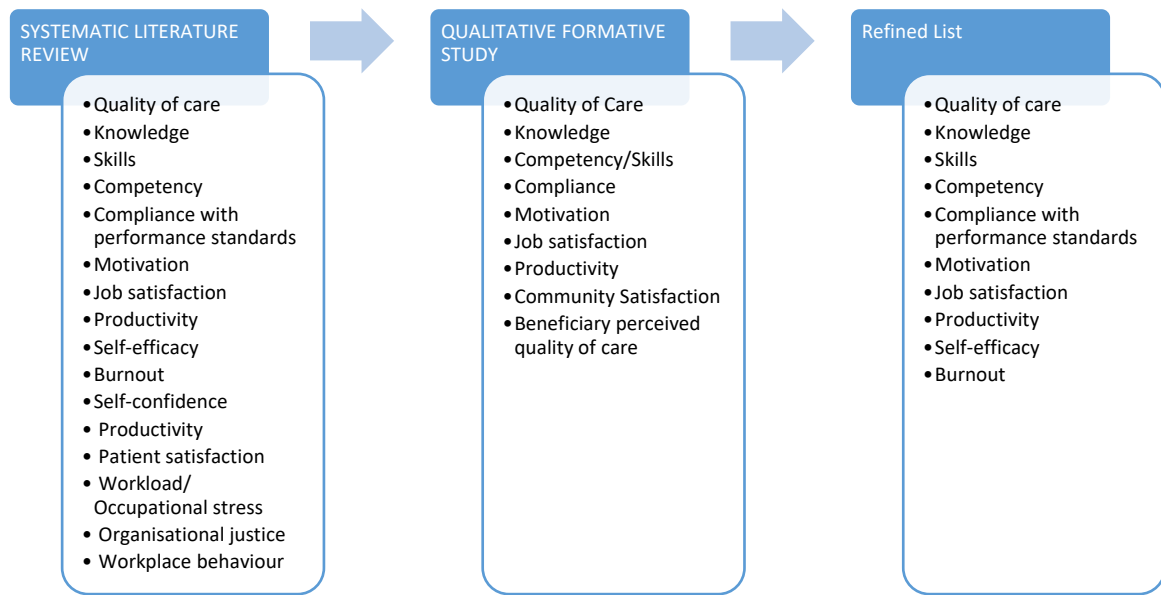 SYSTEMATIC LITERATURE
REVIEW
•Quality of care
•Knowledge
•Skills
•Competency
•Compliance with
performance standards
•Motivation
•Job satisfaction
•Productivity
•Self-efficacy
•Burnout
•Self-confidence
• Productivity
• Patient satisfaction
• Workload/
Occupational stress
• Organisational justice
• Workplace behaviour
QUALITATIVE FORMATIVE
STUDY
•Quality of Care
•Knowledge
•Competency/Skills
•Compliance
•Motivation
•Job satisfaction
•Productivity
•Community Satisfaction
•Beneficiary perceived
quality of care
Refined List
•Quality of care
•Knowledge
•Skills
•Competency
•Compliance with
performance standards
•Motivation
•Job satisfaction
•Productivity
•Self-efficacy
•Burnout